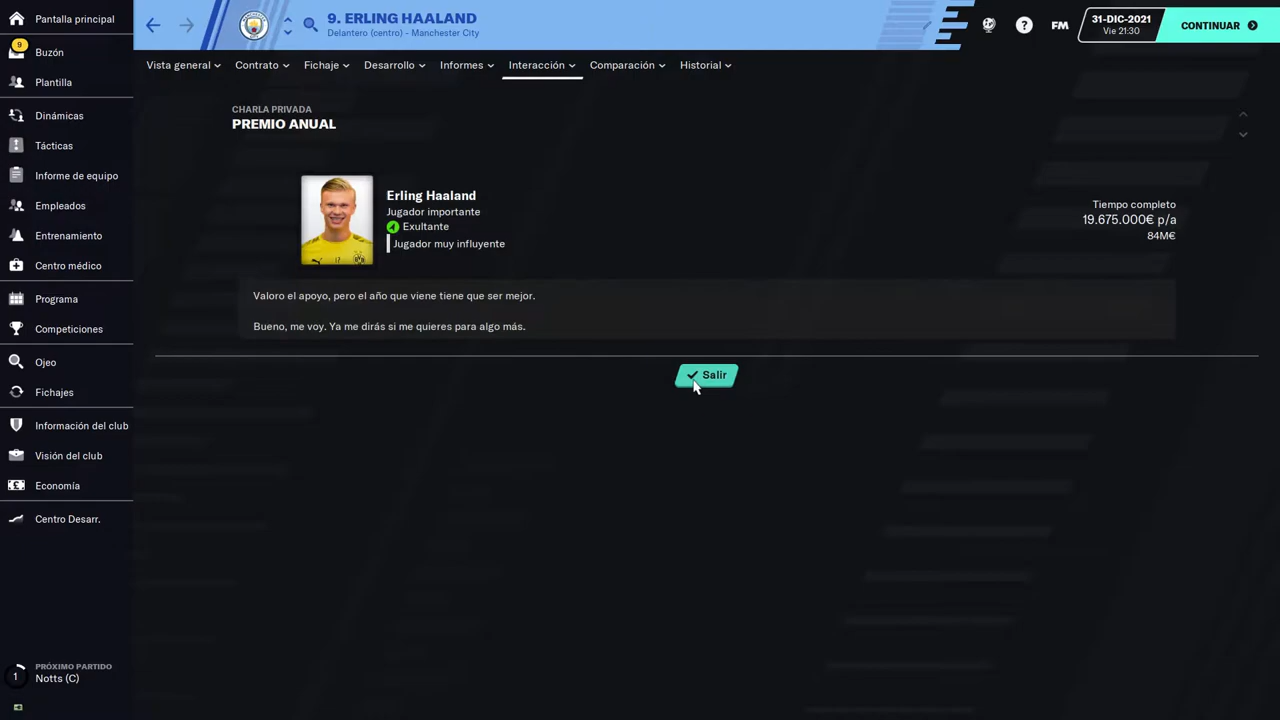 Pantalla principal
9
Buzón
Plantilla
Dinámicas
Tácticas
Informe de equipo
Empleados
Entrenamiento
Centro médico
Programa
Competiciones
Ojeo
Fichajes
Información del club
Visión del club
Economía
Centro Desarr.
1
PRÓXIMO PARTIDO
Notts (C)
9. ERLING HAALAND
Delantero (centro) - Manchester City
?
FM
31-DIC-2021
Vie 21:30
CONTINUAR
Vista general
Contrato
Fichaje
Desarrollo
Informes
Interacción
Comparación
Historial
CHARLA PRIVADA
PREMIO ANUAL
Erling Haaland
Jugador importante
Exultante
Jugador muy influyente
Tiempo completo
19.675.000€ p/a
84M€
Valoro el apoyo, pero el año que viene tiene que ser mejor.
Bueno, me voy. Ya me dirás si me quieres para algo más.
Salir